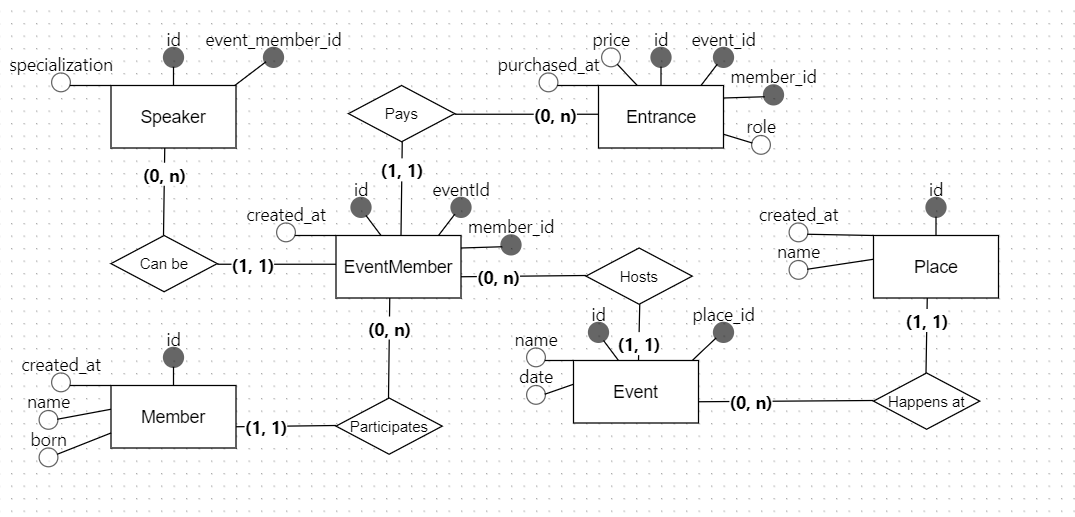 id
event_member_id
specialization
Speaker
(0, n)
Can be
(1, 1)
Pays
(0, n)
(1, 1)
price
id
event_id
purchased_at
member_id
Entrance
role
id
eventId
created_at
member_id
EventMember
(0, n)
(0, n)
Hosts
(1, 1)
id
created_at
name
Place
(1, 1)
id
place_id
name
date
Event
(0, n)
Happens at
id
created_at
name
born
Member
(1, 1)
Participates